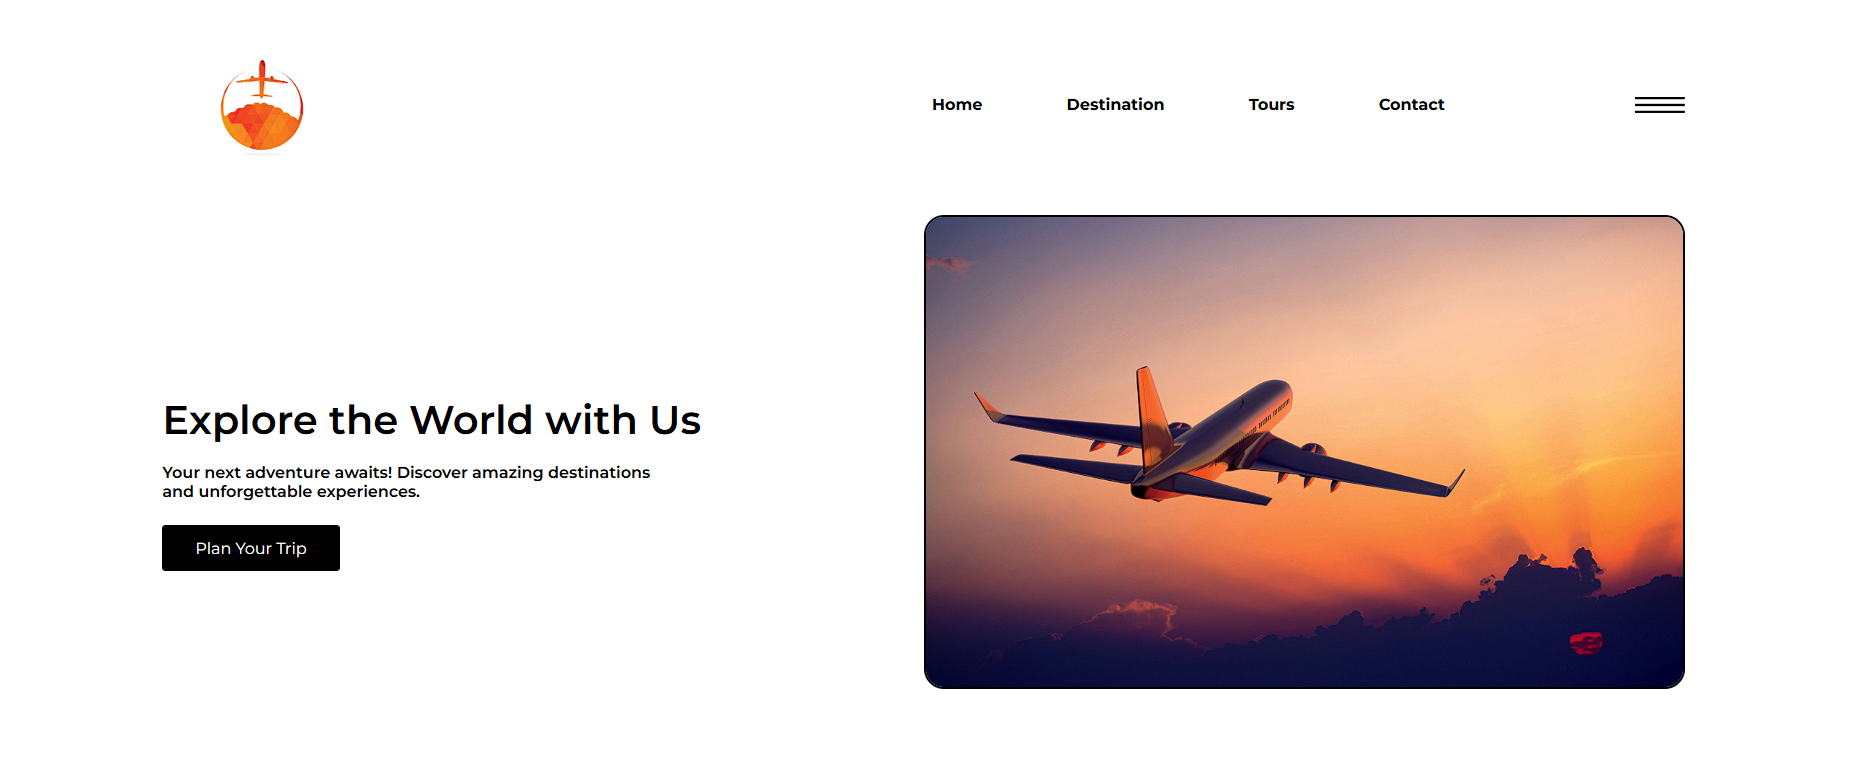 Home
Destination
Tours
Contact
Explore the World with Us
Your next adventure awaits! Discover amazing destinations
and unforgettable experiences.
Plan Your Trip